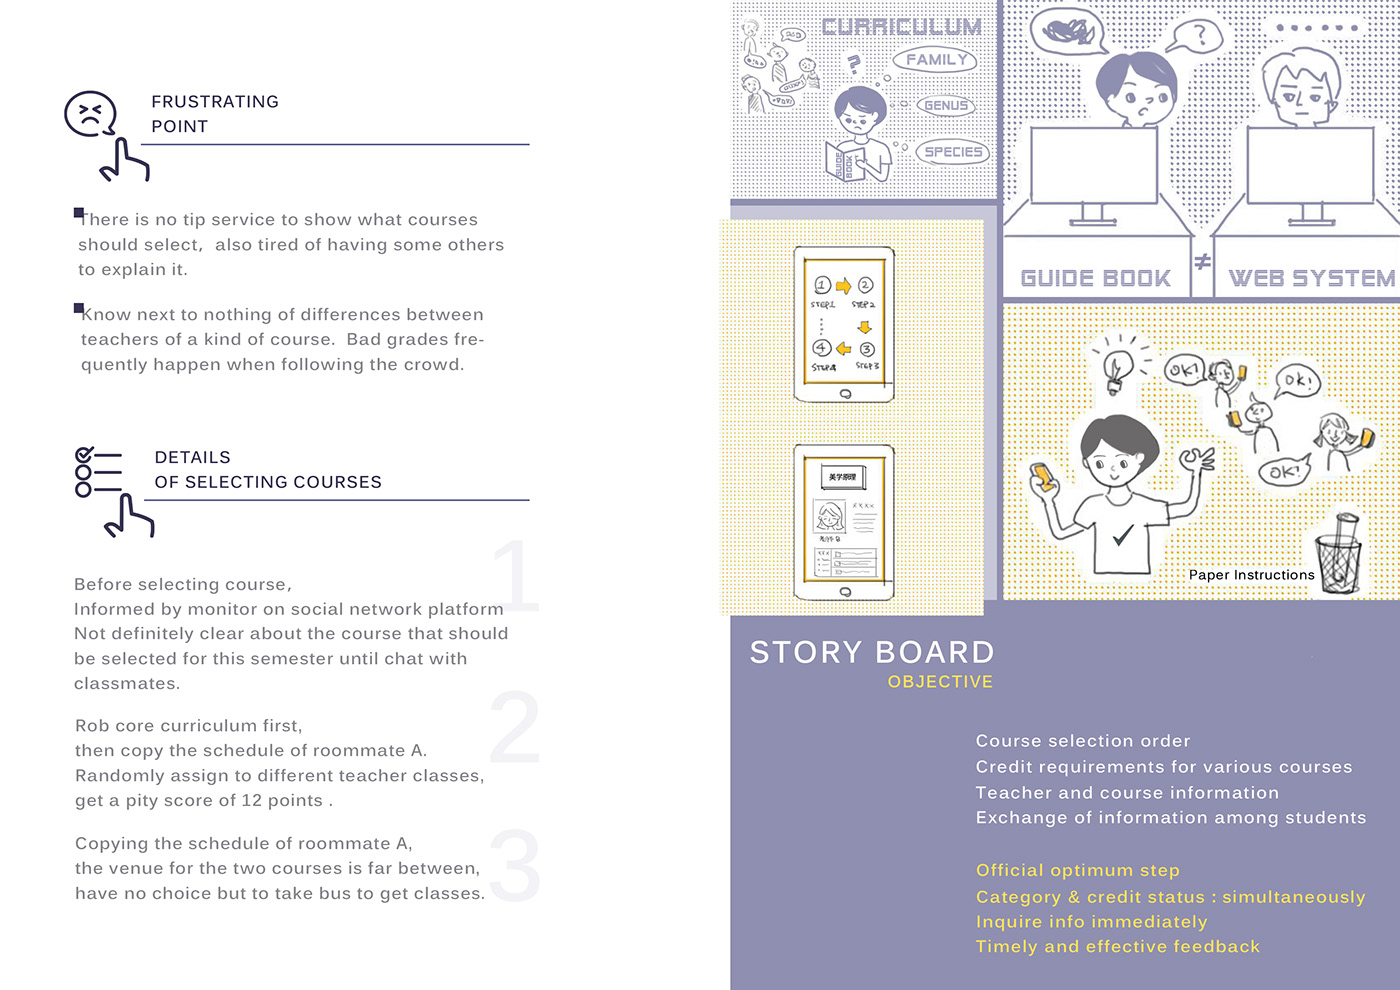 FRUSTRATING
POINT
There is no tip service to show what courses
should select, also tired of having some others
to explain it.
Know next to nothing of differences between
teachers of a kind of course. Bad grades fre-
quently happen when following the crowd.
DETAILS
OF SELECTING COURSES
1
Before selecting course,
Informed by monitor on social network platform
Not definitely clear about the course that should
be selected for this semester until chat with
classmates.
2
Rob core curriculum first,
then copy the schedule of roommate A.
Randomly assign to different teacher classes,
get a pity score of 12 points .
3
Copying the schedule of roommate A,
the venue for the two courses is far between,
have no choice but to take bus to get classes.
CURRICULUM
?
FAMILY
GENUS
SPECIES
GUIDE
BOOK
?
......
GUIDE BOOK
≠
WEB SYSTEM
1 2
STEP1 STEP2
4 3
STEP4 STEP3
美学原理
XXXX
OK!
OK!
OK!
Paper Instructions
STORY BOARD
OBJECTIVE
Course selection order
Credit requirements for various courses
Teacher and course information
Exchange of information among students
Official optimum step
Category & credit status : simultaneously
Inquire info immediately
Timely and effective feedback